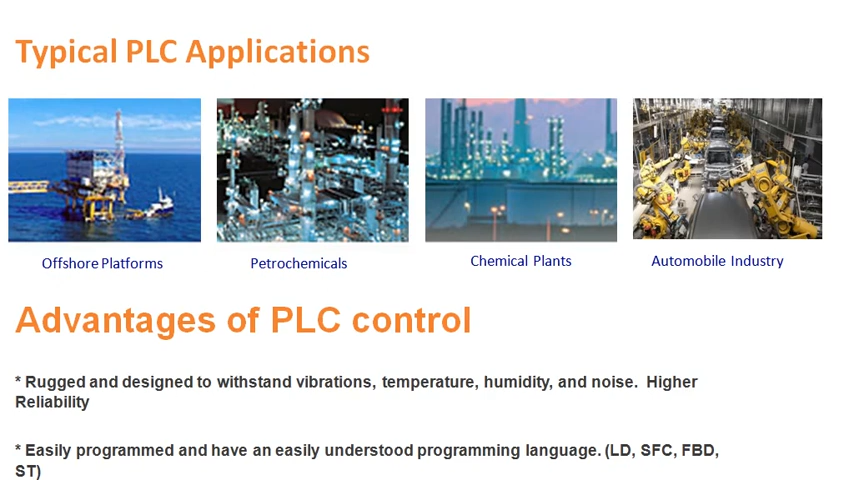 Typical PLC Applications
Offshore Platforms
Petrochemicals
Chemical Plants
Automobile Industry
Advantages of PLC control
* Rugged and designed to withstand vibrations, temperature, humidity, and noise.  Higher
Reliability
* Easily programmed and have an easily understood programming language. (LD, SFC, FBD,
ST)